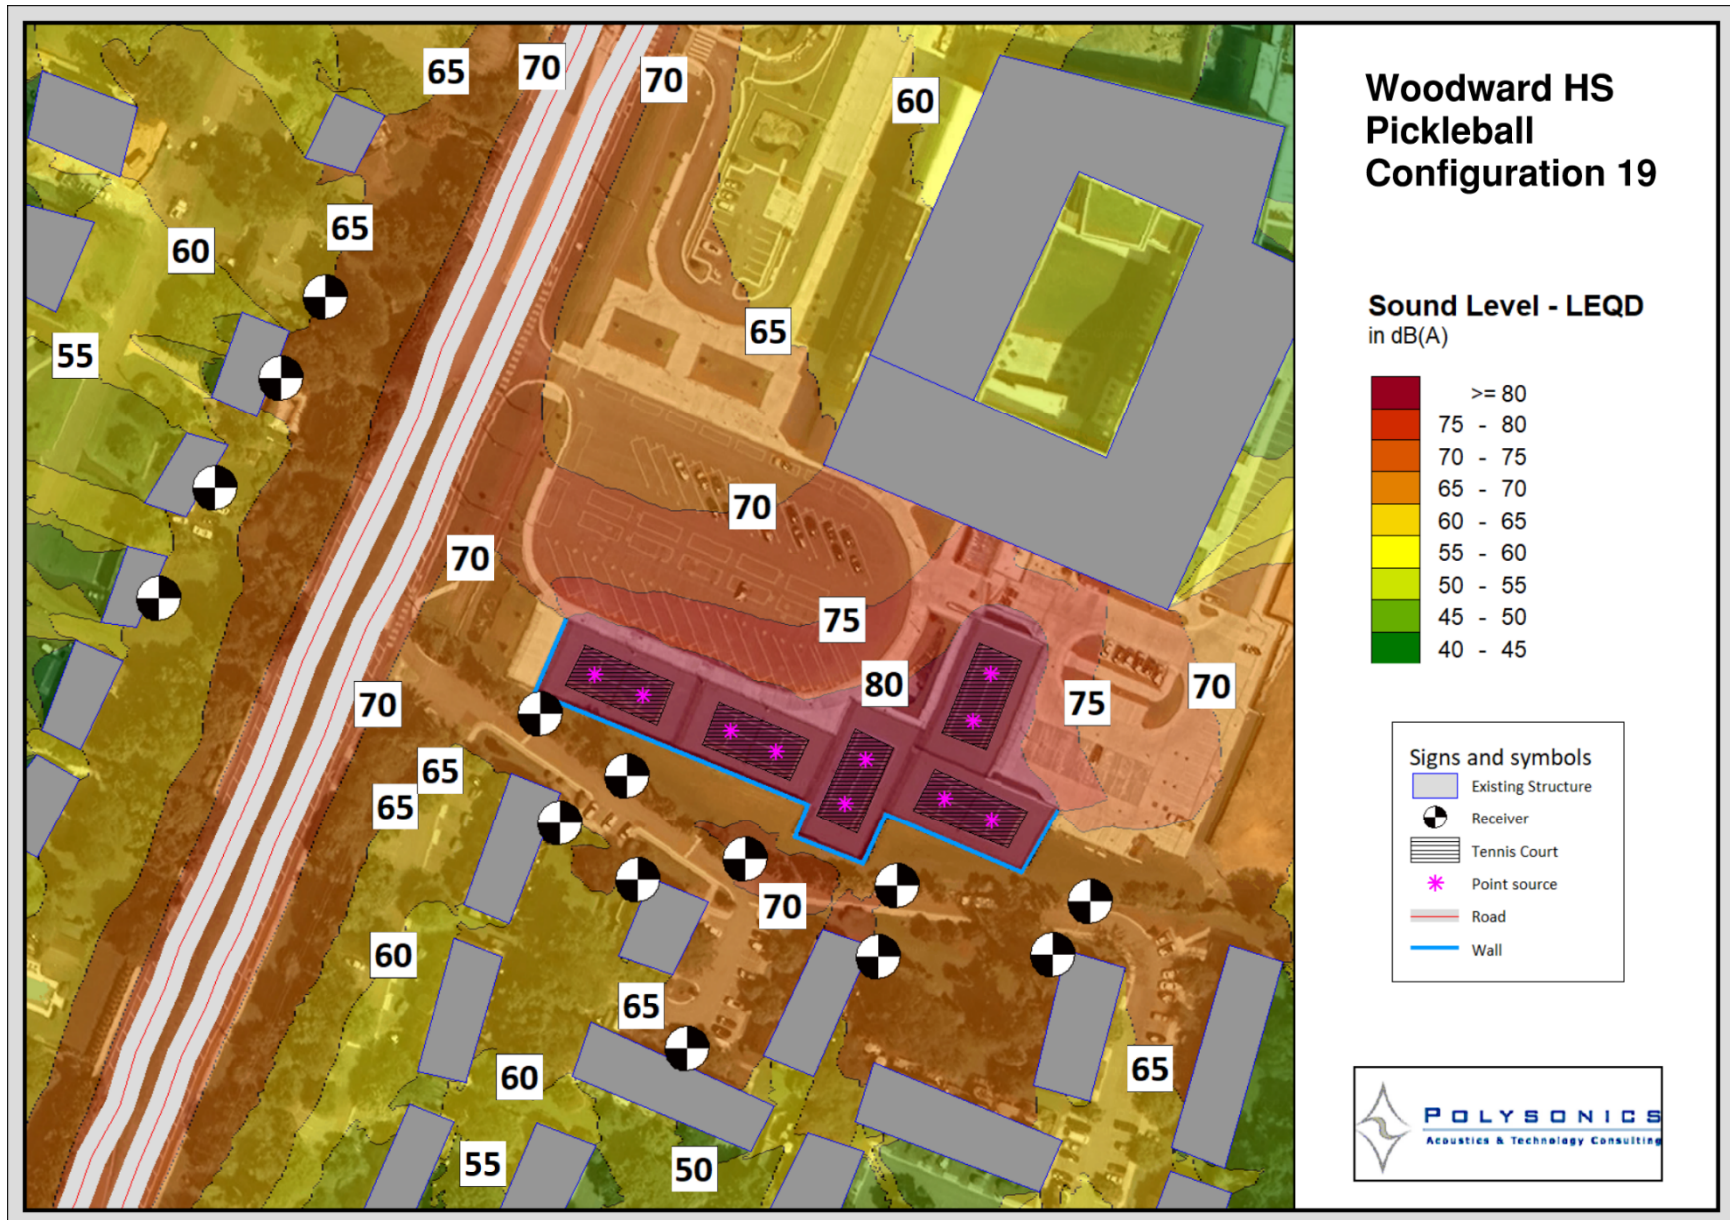 Woodward HS
Pickleball
Configuration 19
Sound Level - LEQD
in dB(A)
>= 80
75 - 80
70 - 75
65 - 70
60 - 65
55 - 60
50 - 55
45 - 50
40 - 45
Signs and symbols
Existing Structure
Receiver
Tennis Court
Point source
Road
Wall
POLYSONICS
Acoustics & Technology Consulting
65
70
70
60
65
60
65
55
70
70
75
80
70
75
70
65
65
70
60
65
60
65
55
50